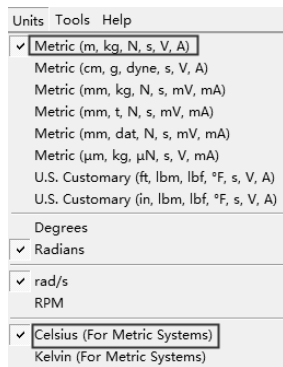 Units Tools Help
Metric (m, kg, N, s, V, A)
Metric (cm, g, dyne, s, V, A)
Metric (mm, kg, N, s, mV, mA)
Metric (mm, t, N, s, mV, mA)
Metric (mm, dat, N, s, mV, mA)
Metric (μm, kg, μN, s, V, mA)
U.S. Customary (ft, lbm, lbf, °F, s, V, A)
U.S. Customary (in, lbm, lbf, °F, s, V, A)
Degrees
Radians
rad/s
RPM
Celsius (For Metric Systems)
Kelvin (For Metric Systems)